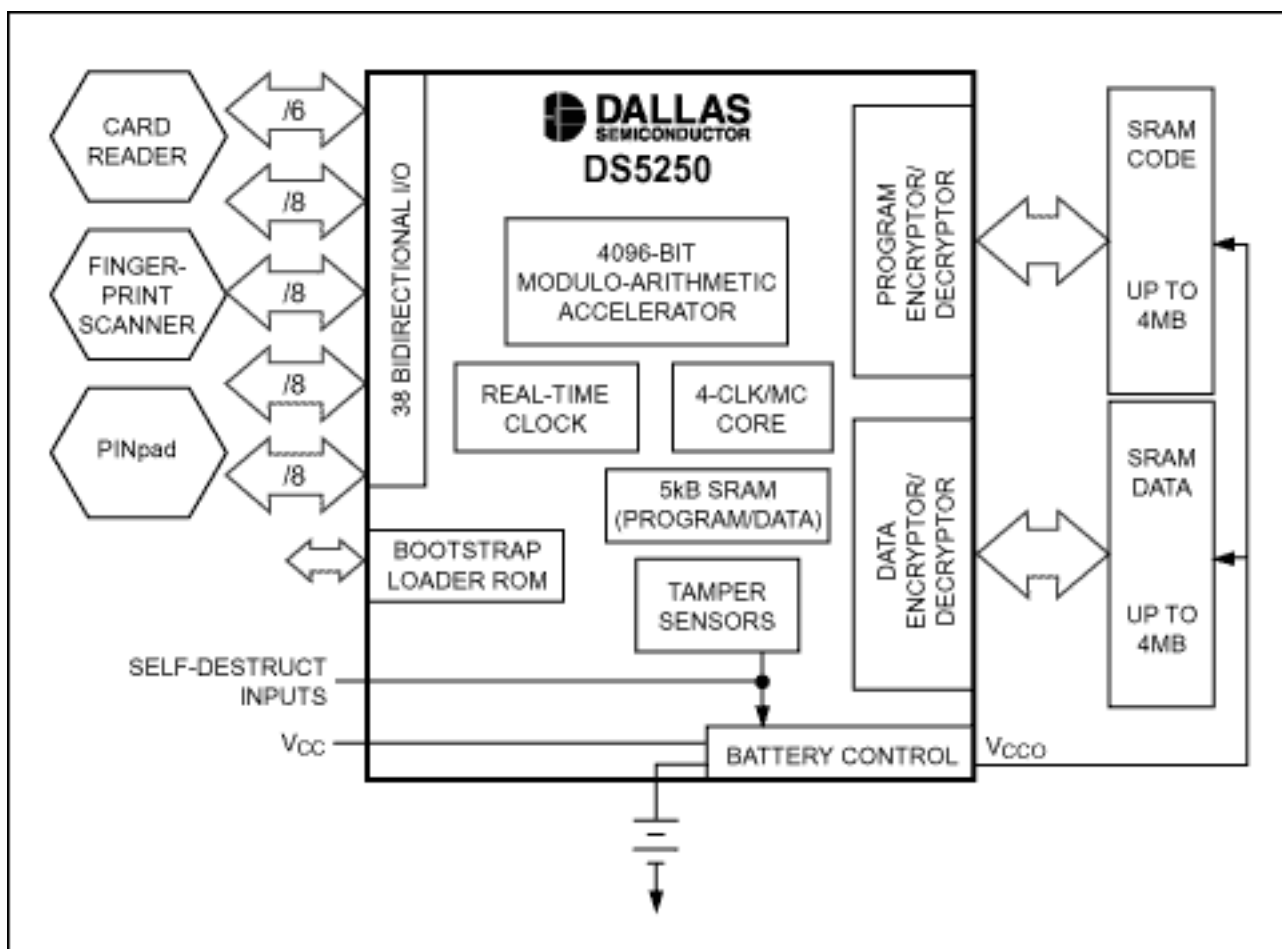 CARD
READER
FINGER-
PRINT
SCANNER
PINpad
/6
/8
/8
/8
/8
38 BIDIRECTIONAL I/O
BOOTSTRAP
LOADER ROM
SELF-DESTRUCT
INPUTS
VCC
DALLAS
SEMICONDUCTOR
DS5250
4096-BIT
MODULO-ARITHMETIC
ACCELERATOR
REAL-TIME
CLOCK
4-CLK/MC
CORE
5kB SRAM
(PROGRAM/DATA)
TAMPER
SENSORS
BATTERY CONTROL
PROGRAM
ENCRYPTOR/
DECRYPTOR
DATA
ENCRYPTOR/
DECRYPTOR
VCCO
SRAM
CODE
UP TO
4MB
SRAM
DATA
UP TO
4MB